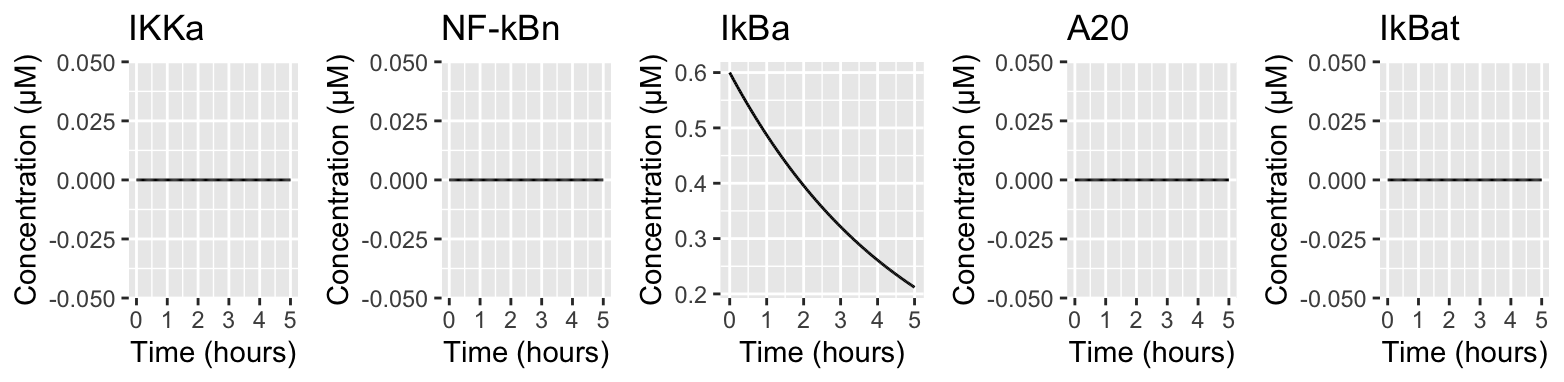 IKKa
NF-kBn
IkBa
A20
IkBat
Concentration (μM)
0.050
0.025
0.000
-0.025
-0.050
0 1 2 3 4 5
Time (hours)
Concentration (μM)
0.050
0.025
0.000
-0.025
-0.050
0 1 2 3 4 5
Time (hours)
Concentration (μM)
0.6
0.5
0.4
0.3
0.2
0 1 2 3 4 5
Time (hours)
Concentration (μM)
0.050
0.025
0.000
-0.025
-0.050
0 1 2 3 4 5
Time (hours)
Concentration (μM)
0.050
0.025
0.000
-0.025
-0.050
0 1 2 3 4 5
Time (hours)